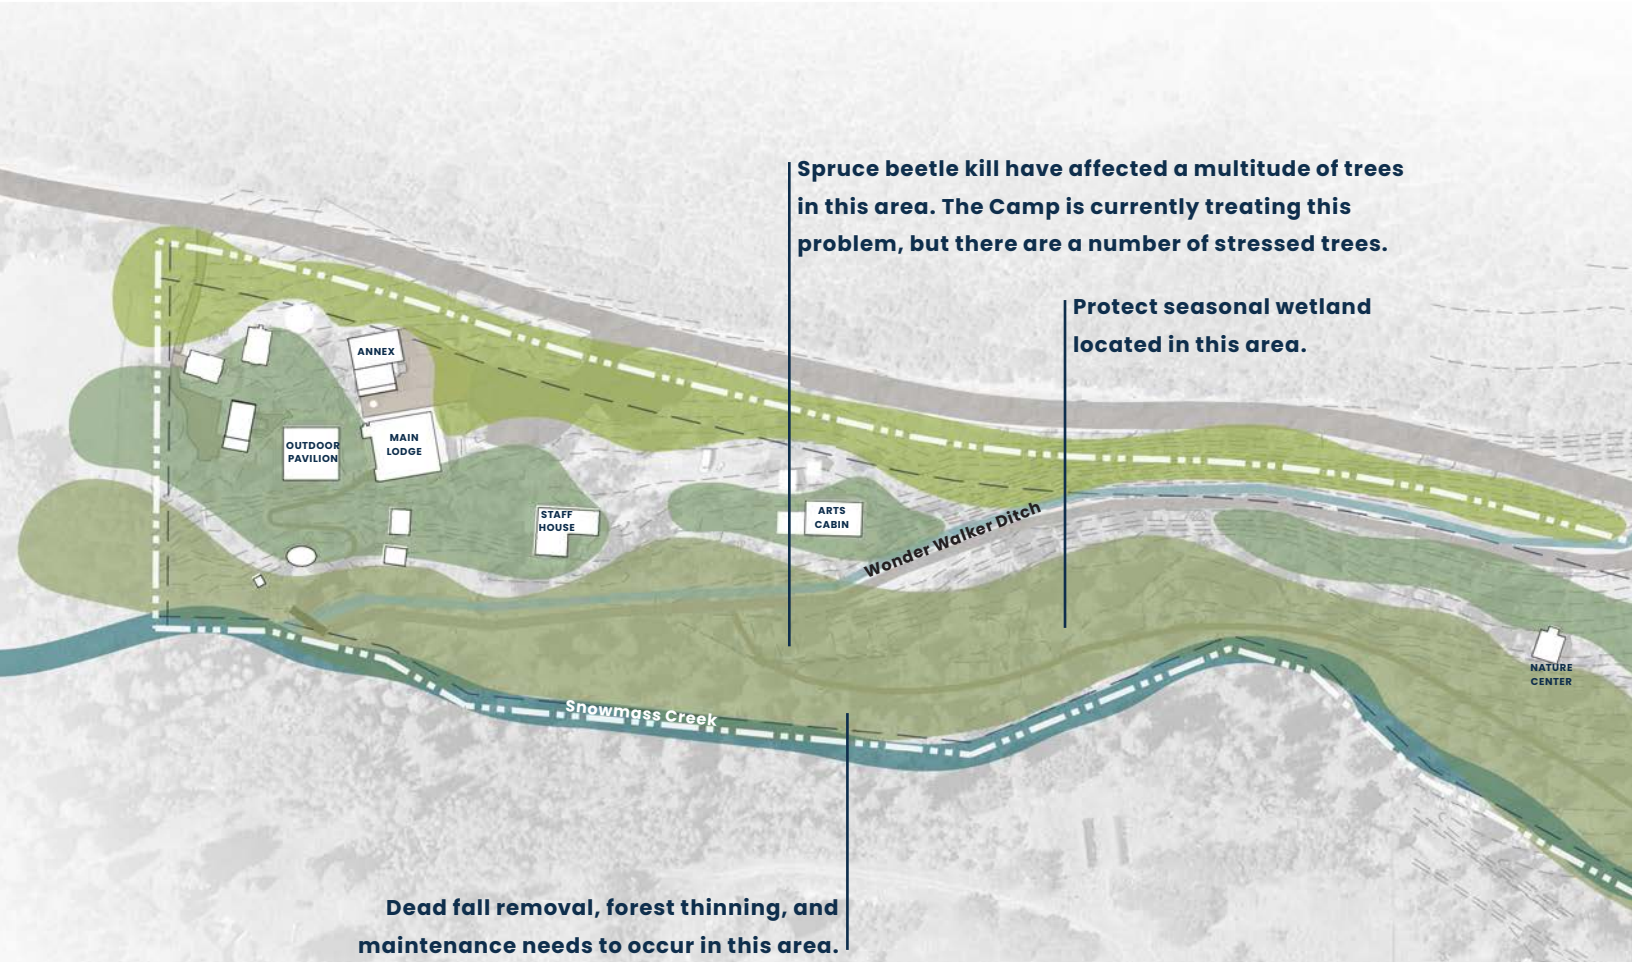 Spruce beetle kill have affected a multitude of trees
in this area. The Camp is currently treating this
problem, but there are a number of stressed trees.
Protect seasonal wetland
located in this area.
ANNEX
OUTDOOR
PAVILION
MAIN
LODGE
STAFF
HOUSE
ARTS
CABIN
Wonder Walker Ditch
NATURE
CENTER
Snowmass Creek
Dead fall removal, forest thinning, and
maintenance needs to occur in this area.